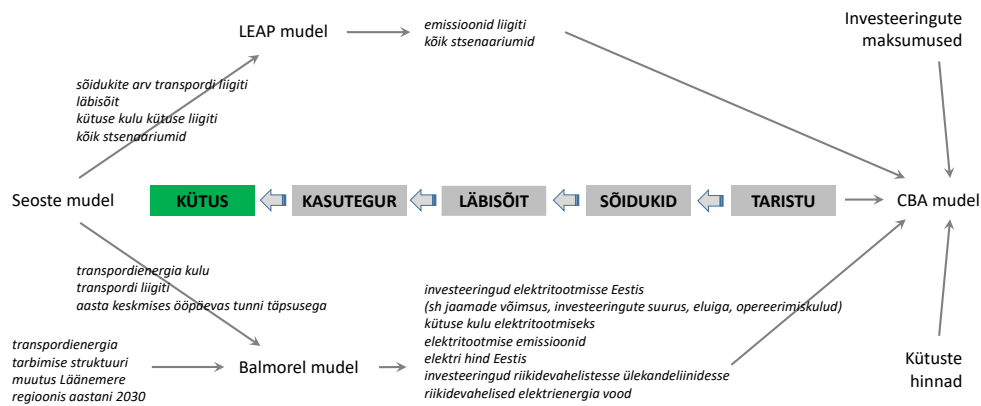 LEAP mudel
emissioonid liigiti
kõik stsenaariumid
Investeeringute
maksumused
sõidukite arv transpordi liigiti
läbisõit
kütuse kulu kütuse liigiti
kõik stsenaariumid
Seoste mudel
KÜTUS
KASUTEGUR
LÄBISÕIT
SÕIDUKID
TARISTU
CBA mudel
transpordienergia kulu
transpordi liigiti
aasta keskmises ööpäevas tunni täpsusega
transpordienergia
tarbimise struktuuri
muutus Läänemere
regioonis aastani 2030
Balmorel mudel
investeeringud elektritootmisse Eestis
(sh jaamade võimsus, investeeringute suurus, eluiga, opereerimiskulud)
kütuse kulu elektritootmiseks
elektritootmise emissioonid
elektri hind Eestis
investeeringud riikidevahelistesse ülekandeliinidesse
riikidevahelised elektrienergia vood
Kütuste
hinnad